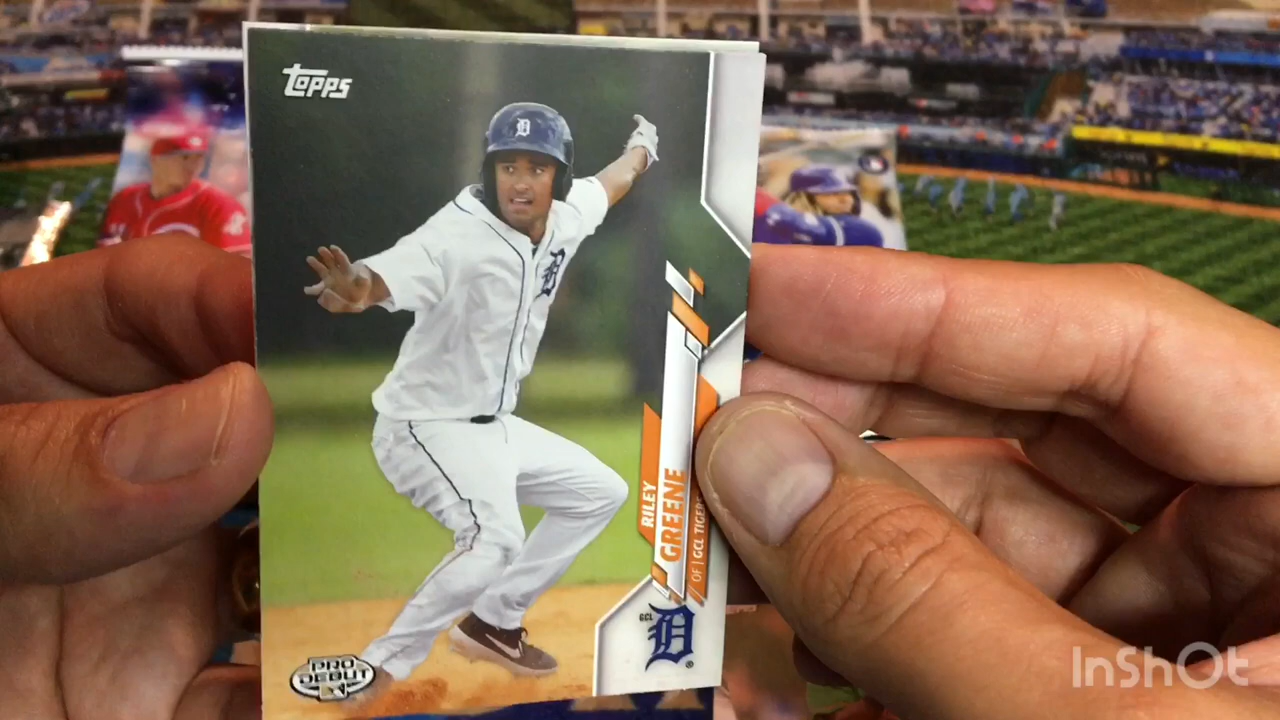 TOPPS
D
D
RILEY
GREENE
OF | GCL TIGERS
GCL
D
®
PRO
DEBUT
InShOt